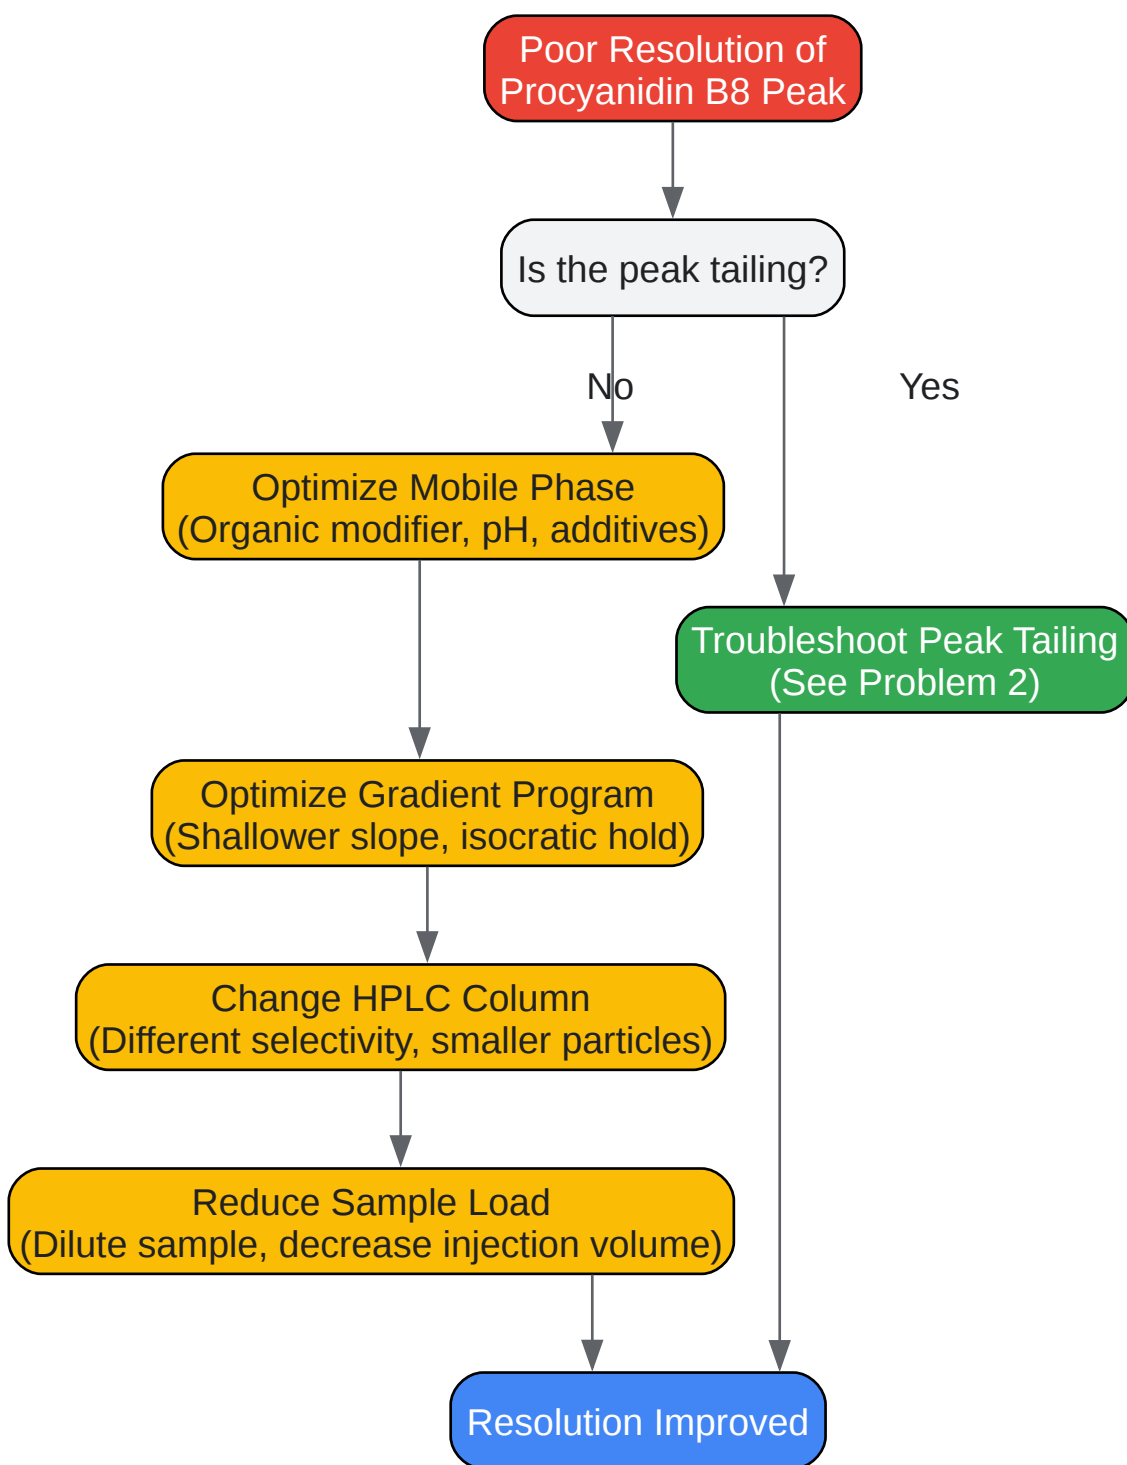 Poor Resolution of
Procyanidin B8 Peak
Is the peak tailing?
No
Yes
Optimize Mobile Phase
(Organic modifier, pH, additives)
Troubleshoot Peak Tailing
(See Problem 2)
Optimize Gradient Program
(Shallower slope, isocratic hold)
Change HPLC Column
(Different selectivity, smaller particles)
Reduce Sample Load
(Dilute sample, decrease injection volume)
Resolution Improved